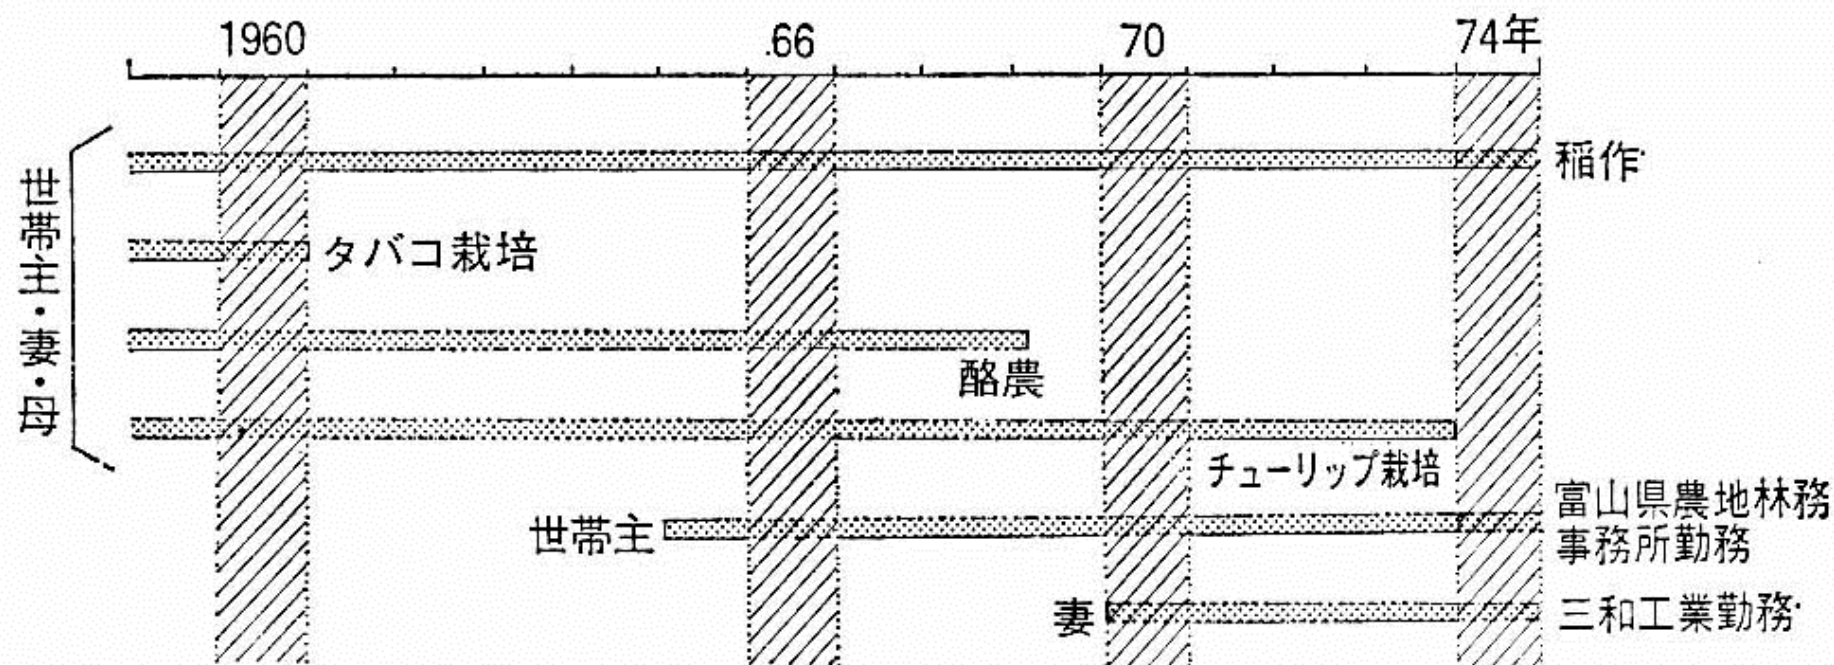 1960
.66
70
74年
世帯主・妻・母
稲作
タバコ栽培
酪農
チューリップ栽培
世帯主
富山県農地林務
事務所勤務
妻
三和工業勤務